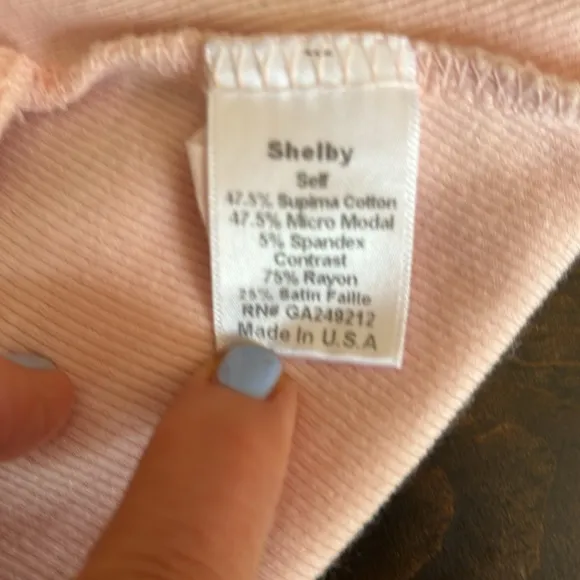 Shelby
Self
47.5% Supima Cotton
47.5% Micro Modal
5% Spandex
Contrast
75% Rayon
25% Satin Faille
RN# GA249212
Made In U.S.A